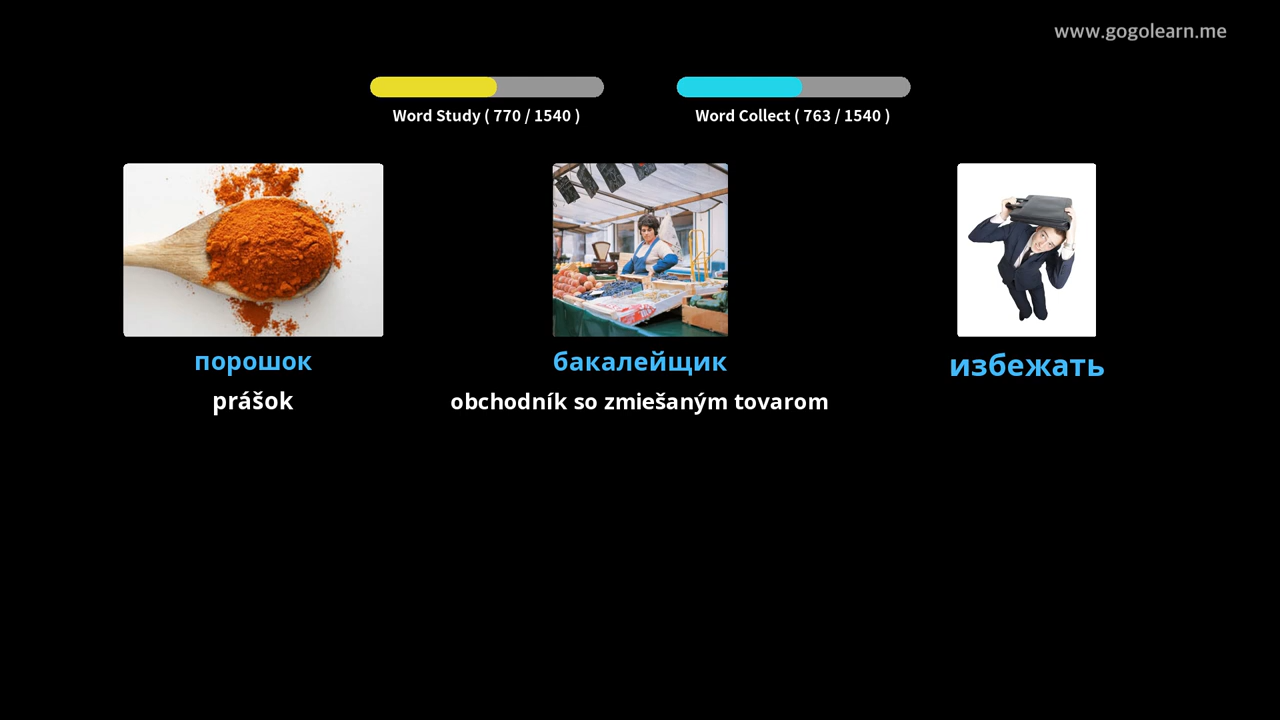 www.gogolearn.me
Word Study ( 770 / 1540 )
Word Collect ( 763 / 1540 )
порошок
prášok
бакалейщик
obchodník so zmiešaným tovarom
избежать